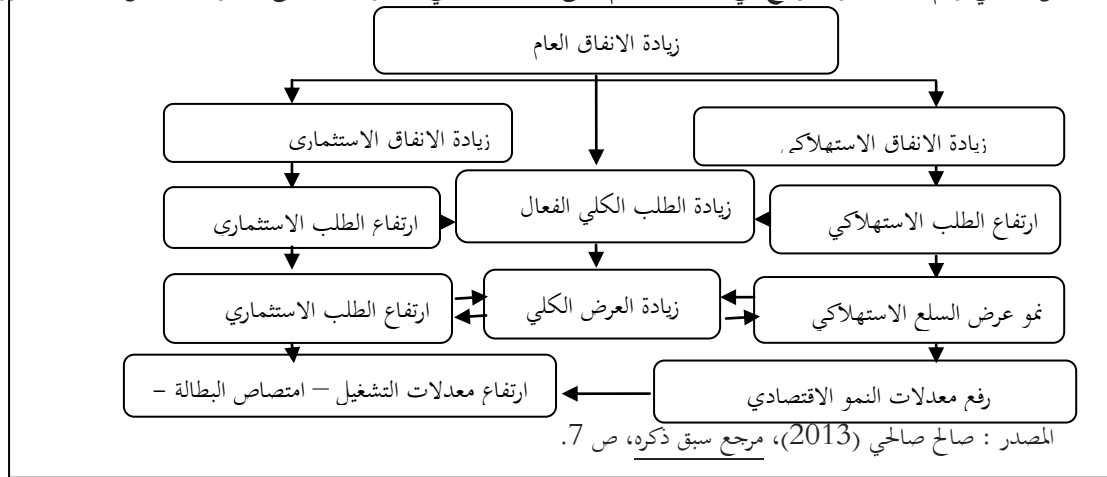 زيادة الانفاق العام
زيادة الانفاق الاستهلاكي
زيادة الانفاق الاستثماري
ارتفاع الطلب الاستهلاكي
زيادة الطلب الكلي الفعال
ارتفاع الطلب الاستثماري
نمو عرض السلع الاستهلاكي
زيادة العرض الكلي
ارتفاع الطلب الاستثماري
رفع معدلات النمو الاقتصادي
ارتفاع معدلات التشغيل – امتصاص البطالة –
المصدر : صالح صالحي (2013)، مرجع سبق ذكره، ص 7.